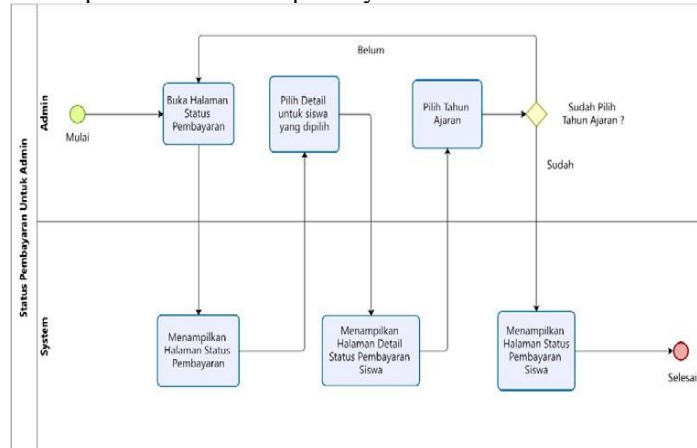 Status Pembayaran Untuk Admin
Admin
Mulai
Buka Halaman
Status
Pembayaran
Pilih Detail
untuk siswa
yang dipilih
Belum
Pilih Tahun
Ajaran
Sudah Pilih
Tahun Ajaran ?
Sudah
System
Menampilkan
Halaman Status
Pembayaran
Menampilkan
Halaman Detail
Status Pembayaran
Siswa
Menampilkan
Halaman Status
Pembayaran
Siswa
Selesai